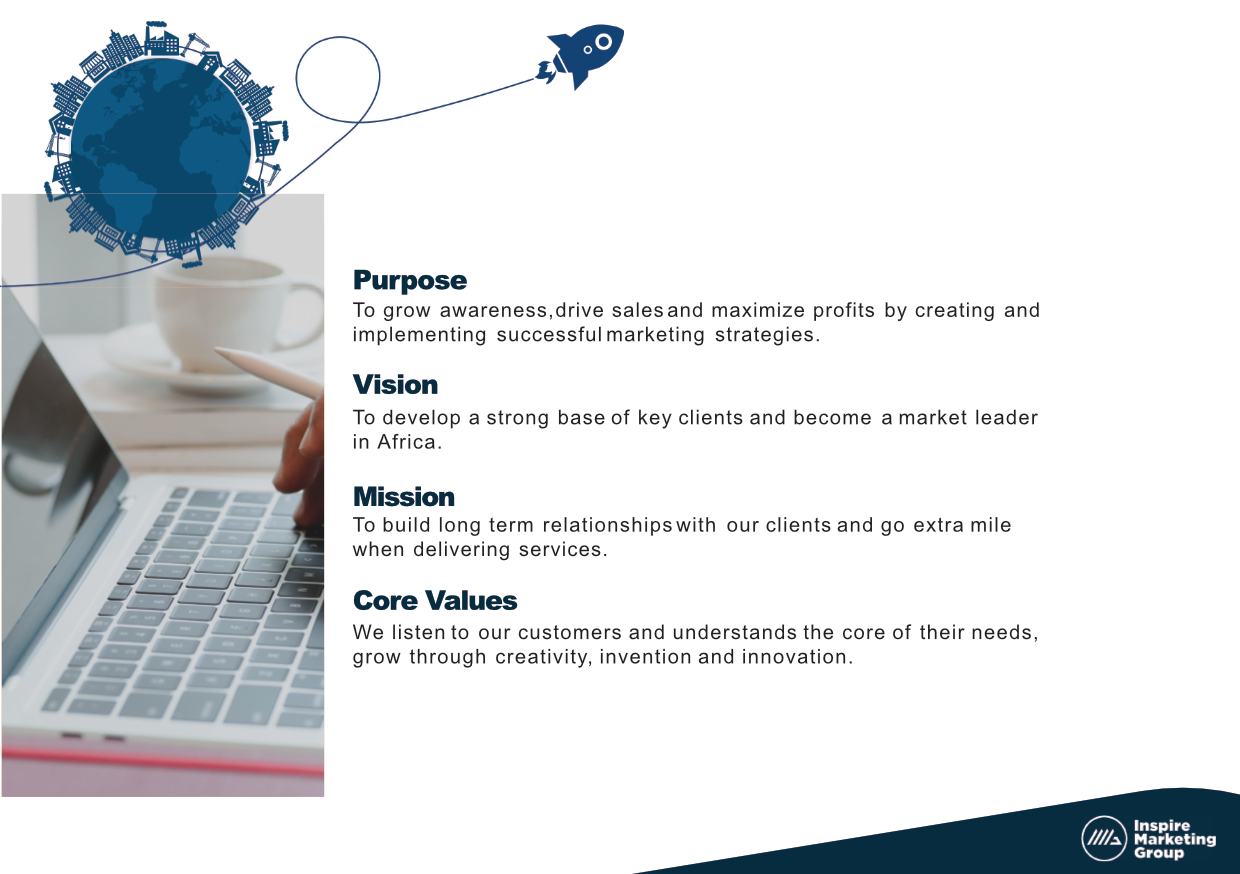 Purpose
To grow awareness,drive sales and maximize profits by creating and
implementing successful marketing strategies.
Vision
To develop a strong base of key clients and become a market leader
in Africa.
Mission
To build long term relationships with our clients and go extra mile
when delivering services.
Core Values
We listen to our customers and understands the core of their needs,
grow through creativity, invention and innovation.
Inspire
Marketing
Group